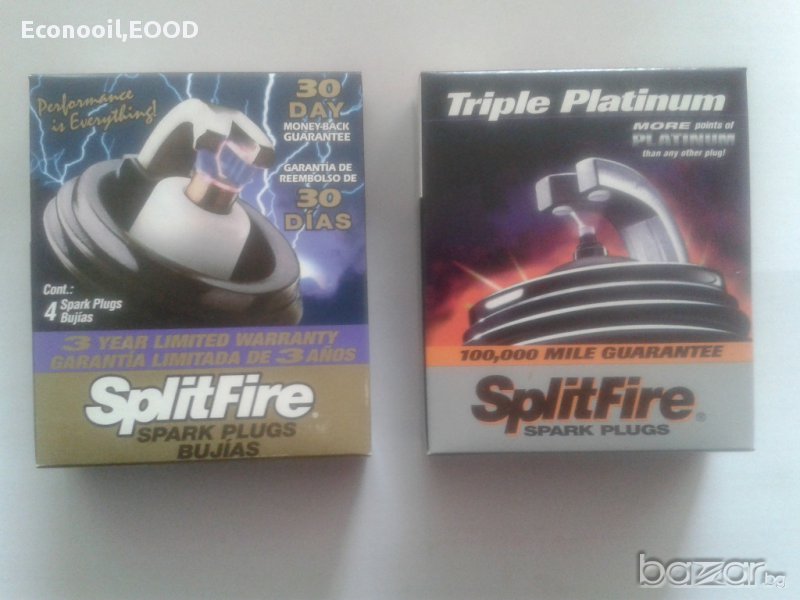 Econooil,EOOD
Performance
is Everything!
30
DAY
MONEY-BACK
GUARANTEE
GARANTÍA DE
REEMBOLSO DE
30
DÍAS
Cont.:
4 Spark Plugs
Bujías
3 YEAR LIMITED WARRANTY
GARANTÍA LIMITADA DE 3 AÑOS
SplitFire®
SPARK PLUGS
BUJÍAS
Triple Platinum
MORE points of
PLATINUM
than any other plug!
100,000 MILE GUARANTEE
SplitFire®
SPARK PLUGS
bazar.bg